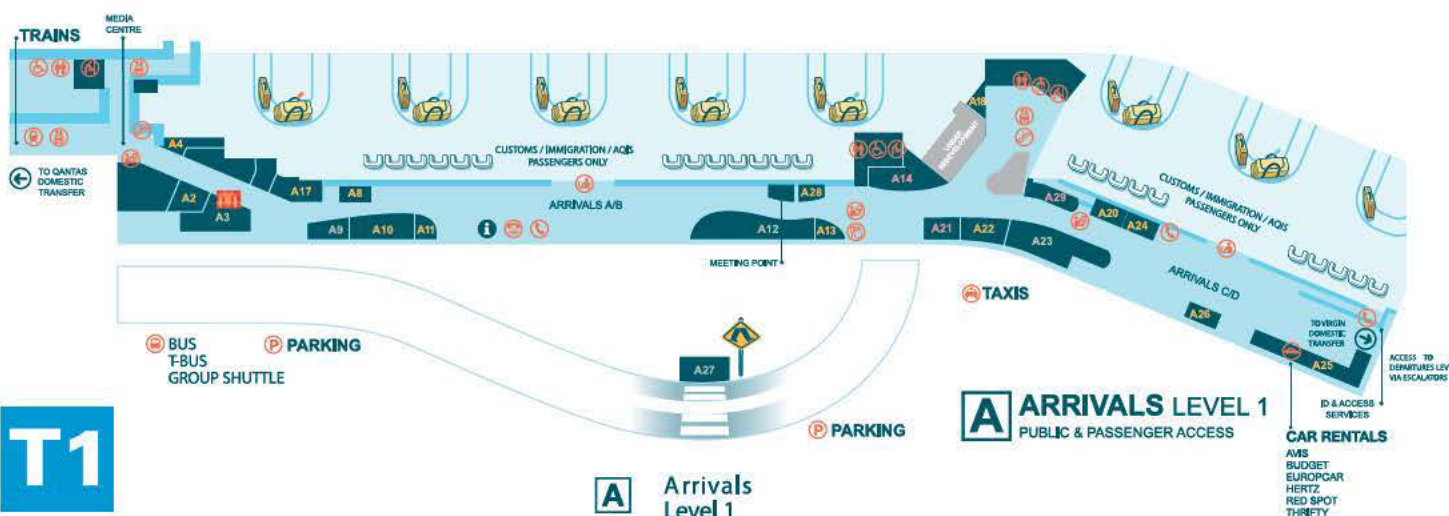 TRAINS
MEDIA
CENTRE
TO QANTAS
DOMESTIC
TRANSFER
A4
A2
A3
A17
A8
CUSTOMS / IMMIGRATION / AQIS
PASSENGERS ONLY
ARRIVALS A/B
A9
A10
A11
i
A28
A12
A13
MEETING POINT
A14
A18
UNDER
REDEVELOPMENT
A29
A20
A24
CUSTOMS / IMMIGRATION / AQIS
PASSENGERS ONLY
A21
A22
A23
ARRIVALS C/D
A26
A25
TO VIRGIN
DOMESTIC
TRANSFER
ACCESS TO
DEPARTURES LEV
VIA ESCALATORS
ID & ACCESS
SERVICES
TAXIS
BUS
T-BUS
GROUP SHUTTLE
P PARKING
A27
P PARKING
A ARRIVALS LEVEL 1
PUBLIC & PASSENGER ACCESS
CAR RENTALS
AVIS
BUDGET
EUROPCAR
HERTZ
RED SPOT
THRIFTY
T1
A Arrivals
Level 1